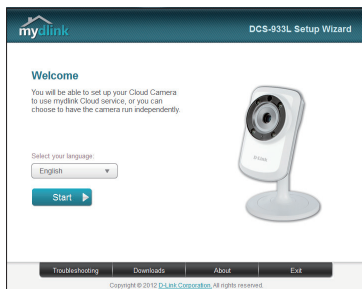 mydlink
DCS-933L Setup Wizard
Welcome
You will be able to set up your Cloud Camera
to use mydlink Cloud service, or you can
choose to have the camera run independently.
Select your language:
English
Start
D-Link
Troubleshooting Downloads About Exit
Copyright © 2012 D-Link Corporation. All rights reserved.